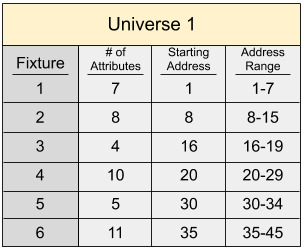 Universe 1
Fixture # of Attributes Starting Address Address Range
1 7 1 1-7
2 8 8 8-15
3 4 16 16-19
4 10 20 20-29
5 5 30 30-34
6 11 35 35-45